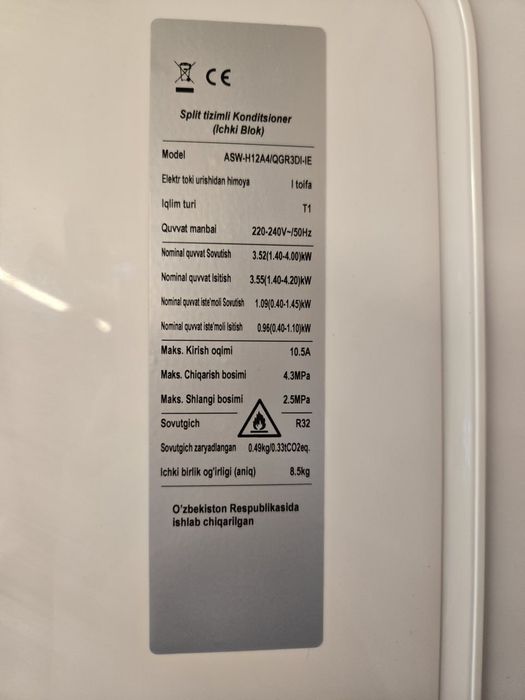 CE
Split tizimli Konditsioner
(Ichki Blok)
Model ASW-H12A4/QGR3DI-IE
Elektr toki urishidan himoya I toifa
Iqlim turi T1
Quvvat manbai 220-240V~/50Hz
Nominal quvvat Sovutish 3.52(1.40-4.00)kW
Nominal quvvat Isitish 3.55(1.40-4.20)kW
Nominal quvvat iste'moli Sovutish 1.09(0.40-1.45)kW
Nominal quvvat iste'moli Isitish 0.96(0.40-1.10)kW
Maks. Kirish oqimi 10.5A
Maks. Chiqarish bosimi 4.3MPa
Maks. Shlangi bosimi 2.5MPa
Sovutgich R32
Sovutgich zaryadlangan 0.49kg/0.33tCO2eq.
Ichki birlik og'irligi (aniq) 8.5kg
O'zbekiston Respublikasida
ishlab chiqarilgan